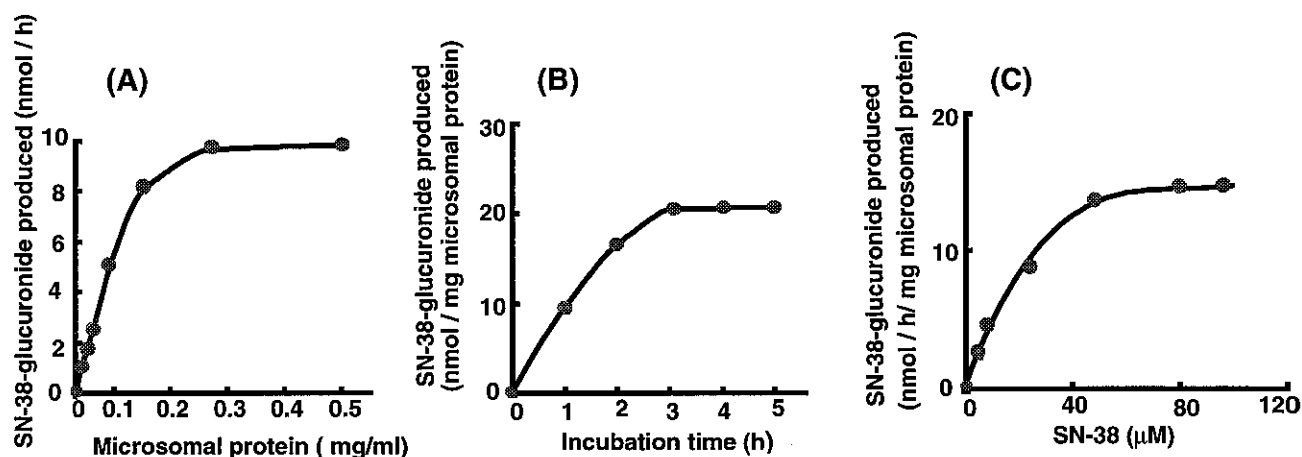 (A)
SN-38-glucuronide produced (nmol / h)
10
8
6
4
2
0
0 0.1 0.2 0.3 0.4 0.5
Microsomal protein ( mg/ml)
(B)
SN-38-glucuronide produced
(nmol / mg microsomal protein)
30
20
10
0
0 1 2 3 4 5
Incubation time (h)
(C)
SN-38-glucuronide produced
(nmol / h/ mg microsomal protein)
20
10
0
0 40 80 120
SN-38 (µM)